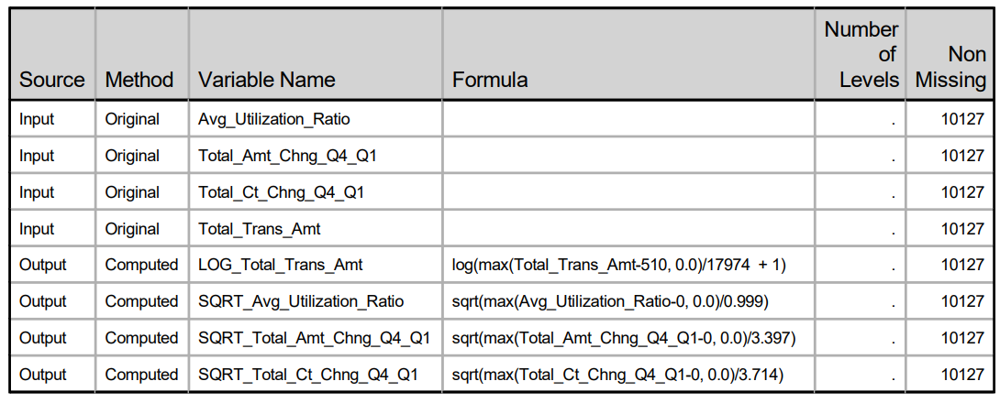 Source Method Variable Name Formula Number of Levels Non Missing
Input Original Avg_Utilization_Ratio . 10127
Input Original Total_Amt_Chng_Q4_Q1 . 10127
Input Original Total_Ct_Chng_Q4_Q1 . 10127
Input Original Total_Trans_Amt . 10127
Output Computed LOG_Total_Trans_Amt log(max(Total_Trans_Amt-510, 0.0)/17974 + 1) . 10127
Output Computed SQRT_Avg_Utilization_Ratio sqrt(max(Avg_Utilization_Ratio-0, 0.0)/0.999) . 10127
Output Computed SQRT_Total_Amt_Chng_Q4_Q1 sqrt(max(Total_Amt_Chng_Q4_Q1-0, 0.0)/3.397) . 10127
Output Computed SQRT_Total_Ct_Chng_Q4_Q1 sqrt(max(Total_Ct_Chng_Q4_Q1-0, 0.0)/3.714) . 10127